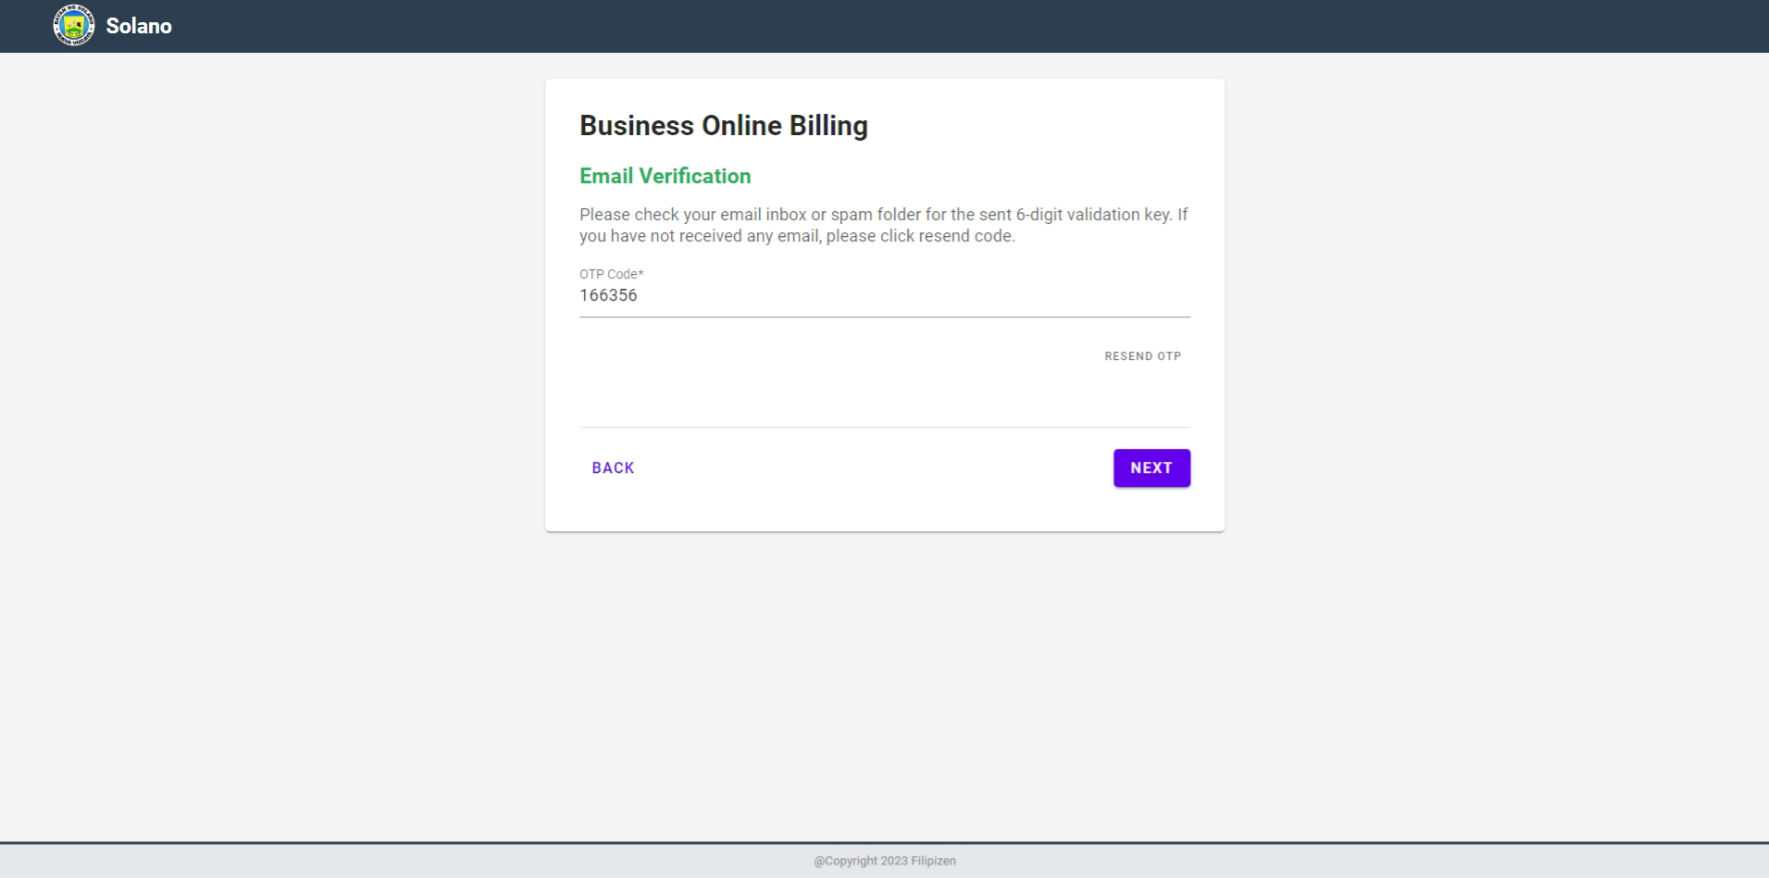 Solano
Business Online Billing
Email Verification
Please check your email inbox or spam folder for the sent 6-digit validation key. If
you have not received any email, please click resend code.
OTP Code*
166356
RESEND OTP
BACK
NEXT
@Copyright 2023 Filipizen